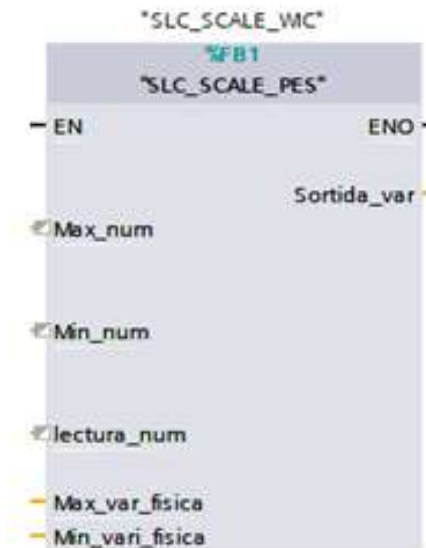 "SLC_SCALE_WIC"
%FB1
"SLC_SCALE_PES"
EN ENO
Sortida_var
Max_num
Min_num
lectura_num
Max_var_fisica
Min_vari_fisica